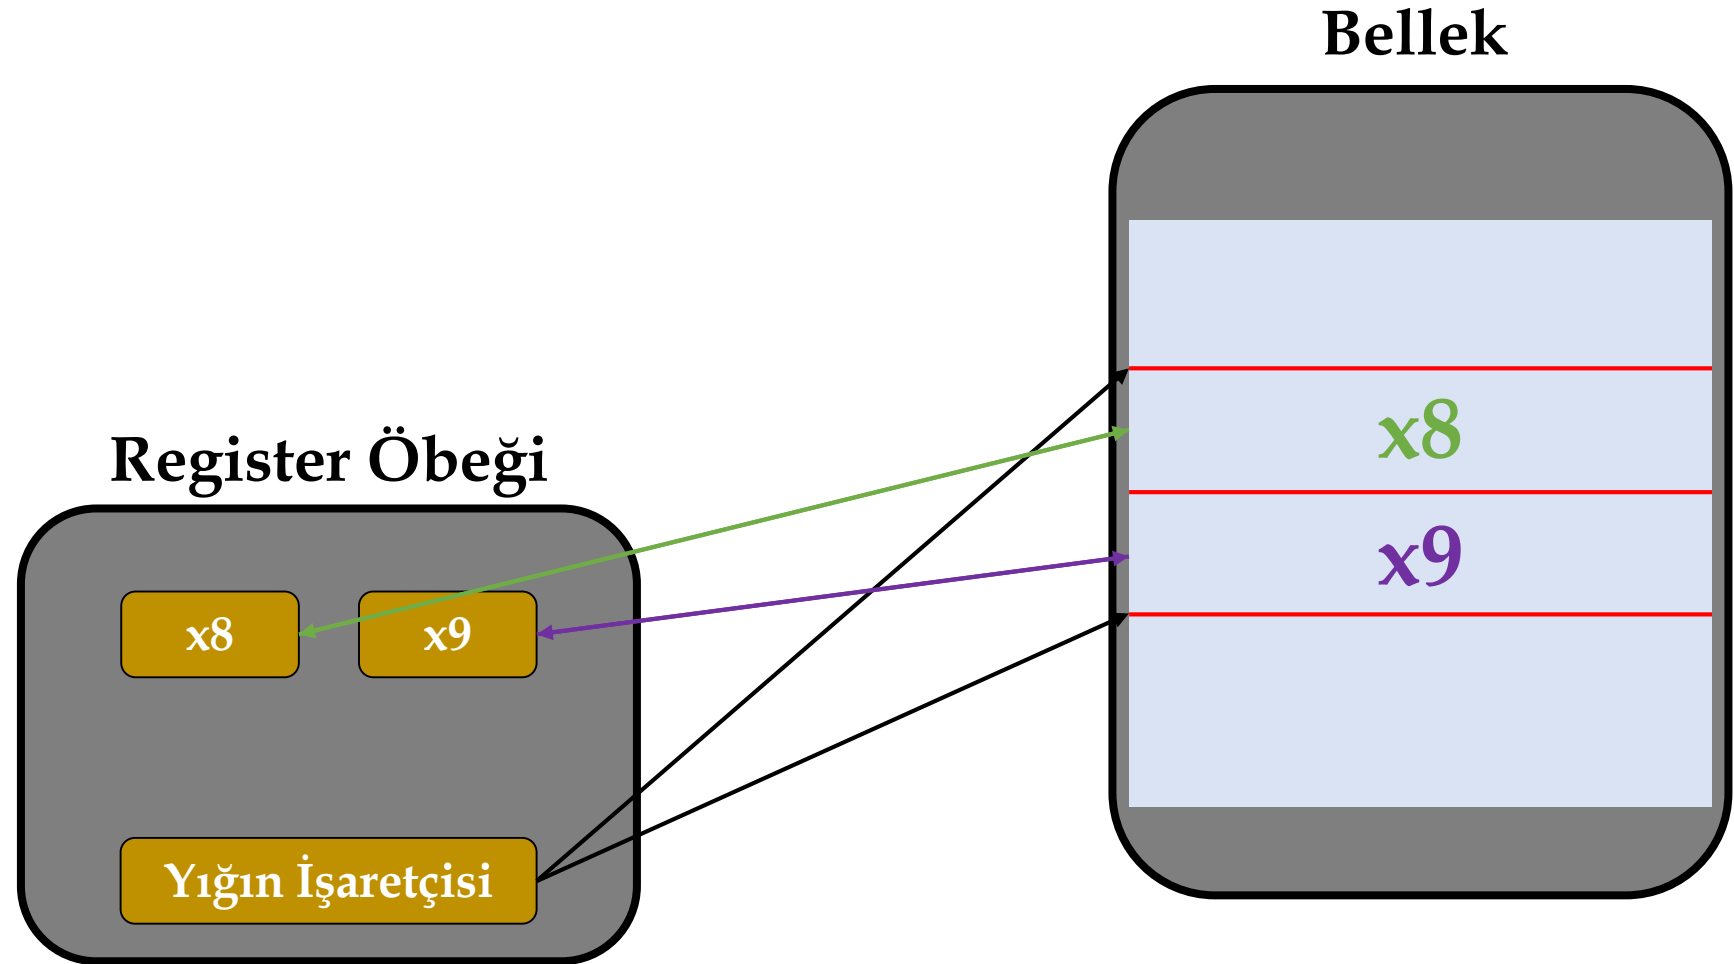 Bellek
Register Öbeği
x8
x9
x8
x9
Yığın İşaretçisi